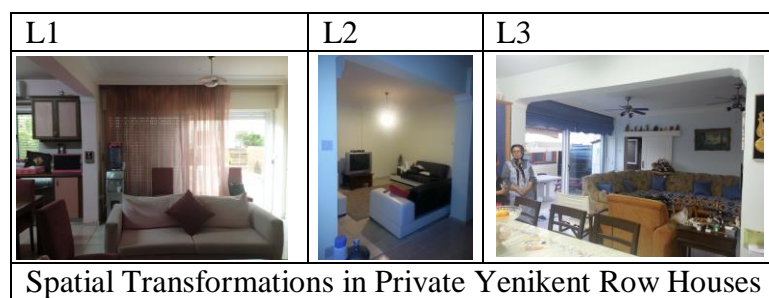 L1
L2
L3
Spatial Transformations in Private Yenikent Row Houses